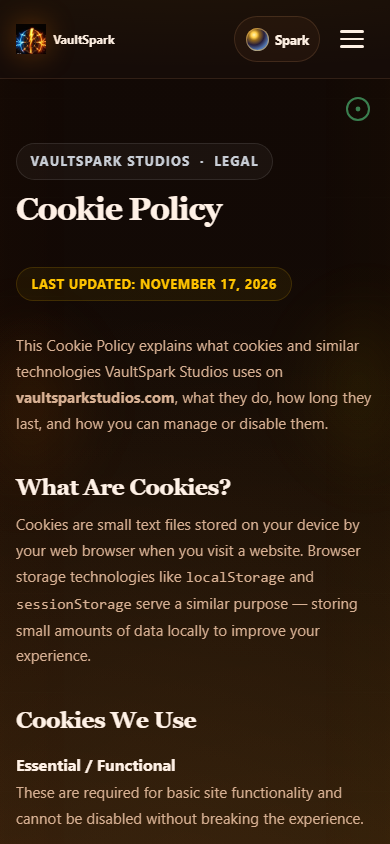 VaultSpark
Spark
VAULTSPARK STUDIOS · LEGAL
Cookie Policy
LAST UPDATED: NOVEMBER 17, 2026
This Cookie Policy explains what cookies and similar
technologies VaultSpark Studios uses on
vaultsparkstudios.com, what they do, how long they
last, and how you can manage or disable them.
What Are Cookies?
Cookies are small text files stored on your device by
your web browser when you visit a website. Browser
storage technologies like localStorage and
sessionStorage serve a similar purpose — storing
small amounts of data locally to improve your
experience.
Cookies We Use
Essential / Functional
These are required for basic site functionality and
cannot be disabled without breaking the experience.